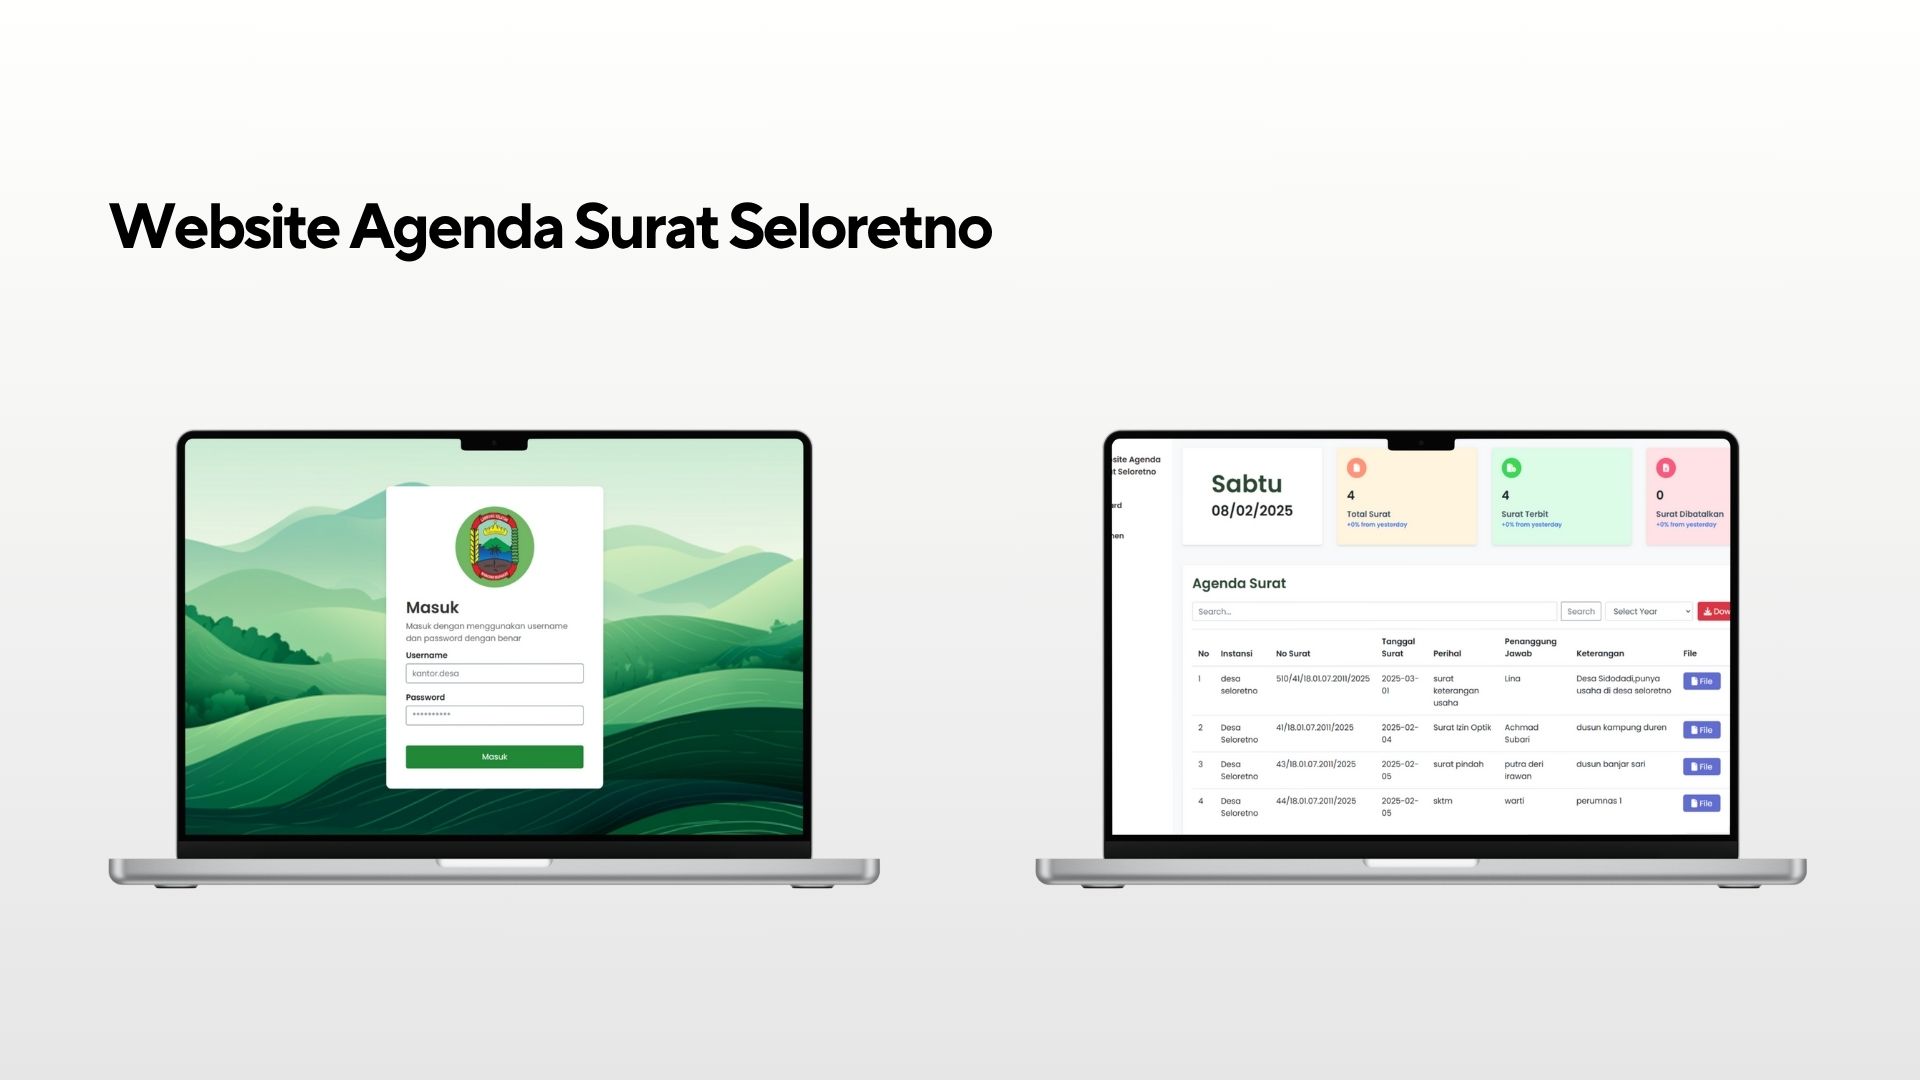 Website Agenda Surat Seloretno
Masuk
Masuk dengan menggunakan username
dan password dengan benar
Username
kantor.desa
Password
**********
Masuk
site Agenda
t Seloretno
rd
nen
Sabtu
08/02/2025
4
Total Surat
+0% from yesterday
4
Surat Terbit
+0% from yesterday
0
Surat Dibatalkan
+0% from yesterday
Agenda Surat
Search...
Search
Select Year
Dow
No Instansi No Surat Tanggal Surat Perihal Penanggung Jawab Keterangan File
1 desa seloretno 510/41/18.01.07.2011/2025 2025-03-01 surat keterangan usaha Lina Desa Sidodadi,punya usaha di desa seloretno File
2 Desa Seloretno 41/18.01.07.2011/2025 2025-02-04 Surat Izin Optik Achmad Subari dusun kampung duren File
3 Desa Seloretno 43/18.01.07.2011/2025 2025-02-05 surat pindah putra deri irawan dusun banjar sari File
4 Desa Seloretno 44/18.01.07.2011/2025 2025-02-05 sktm warti perumnas 1 File